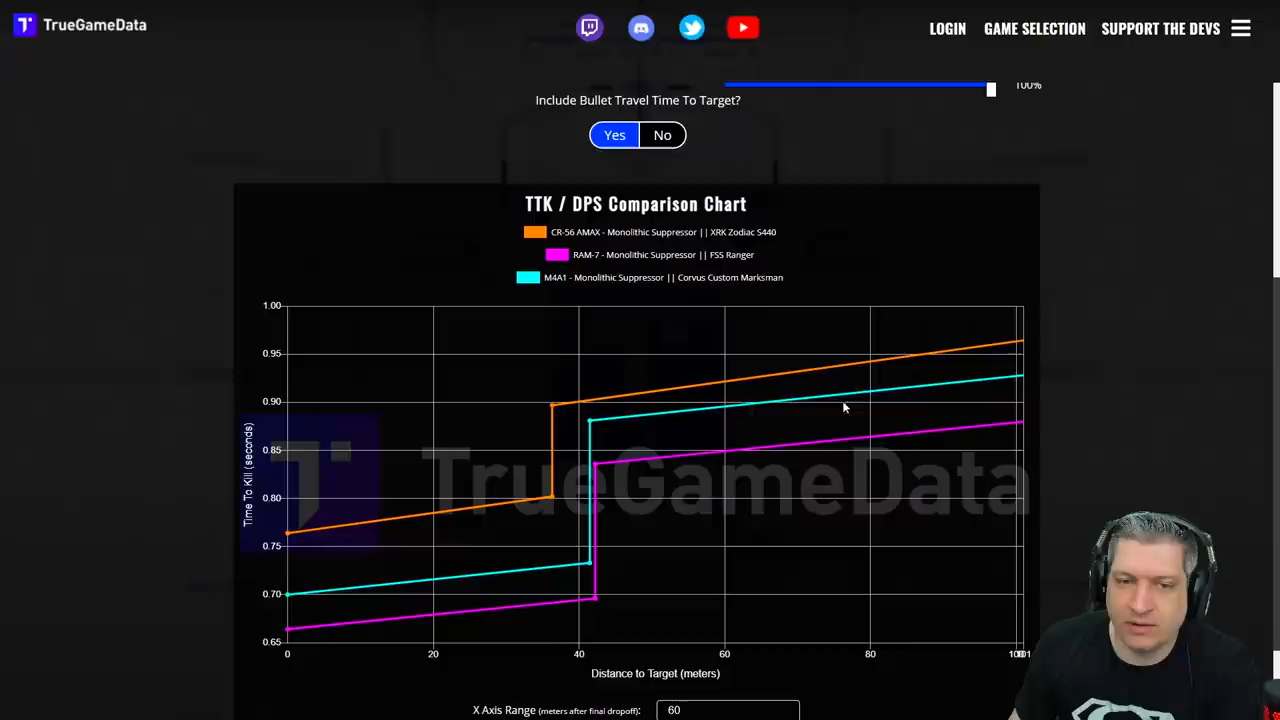 TrueGameData
LOGIN GAME SELECTION SUPPORT THE DEVS
100%
Include Bullet Travel Time To Target?
Yes No
TTK / DPS Comparison Chart
CR-56 AMAX - Monolithic Suppressor || XRK Zodiac S440
RAM-7 - Monolithic Suppressor || FSS Ranger
M4A1 - Monolithic Suppressor || Corvus Custom Marksman
1.00
0.95
0.90
0.85
0.80
0.75
0.70
0.65
Time To Kill (seconds)
TrueGameData
0 20 40 60 80 100 101
Distance to Target (meters)
X Axis Range (meters after final dropoff): 60